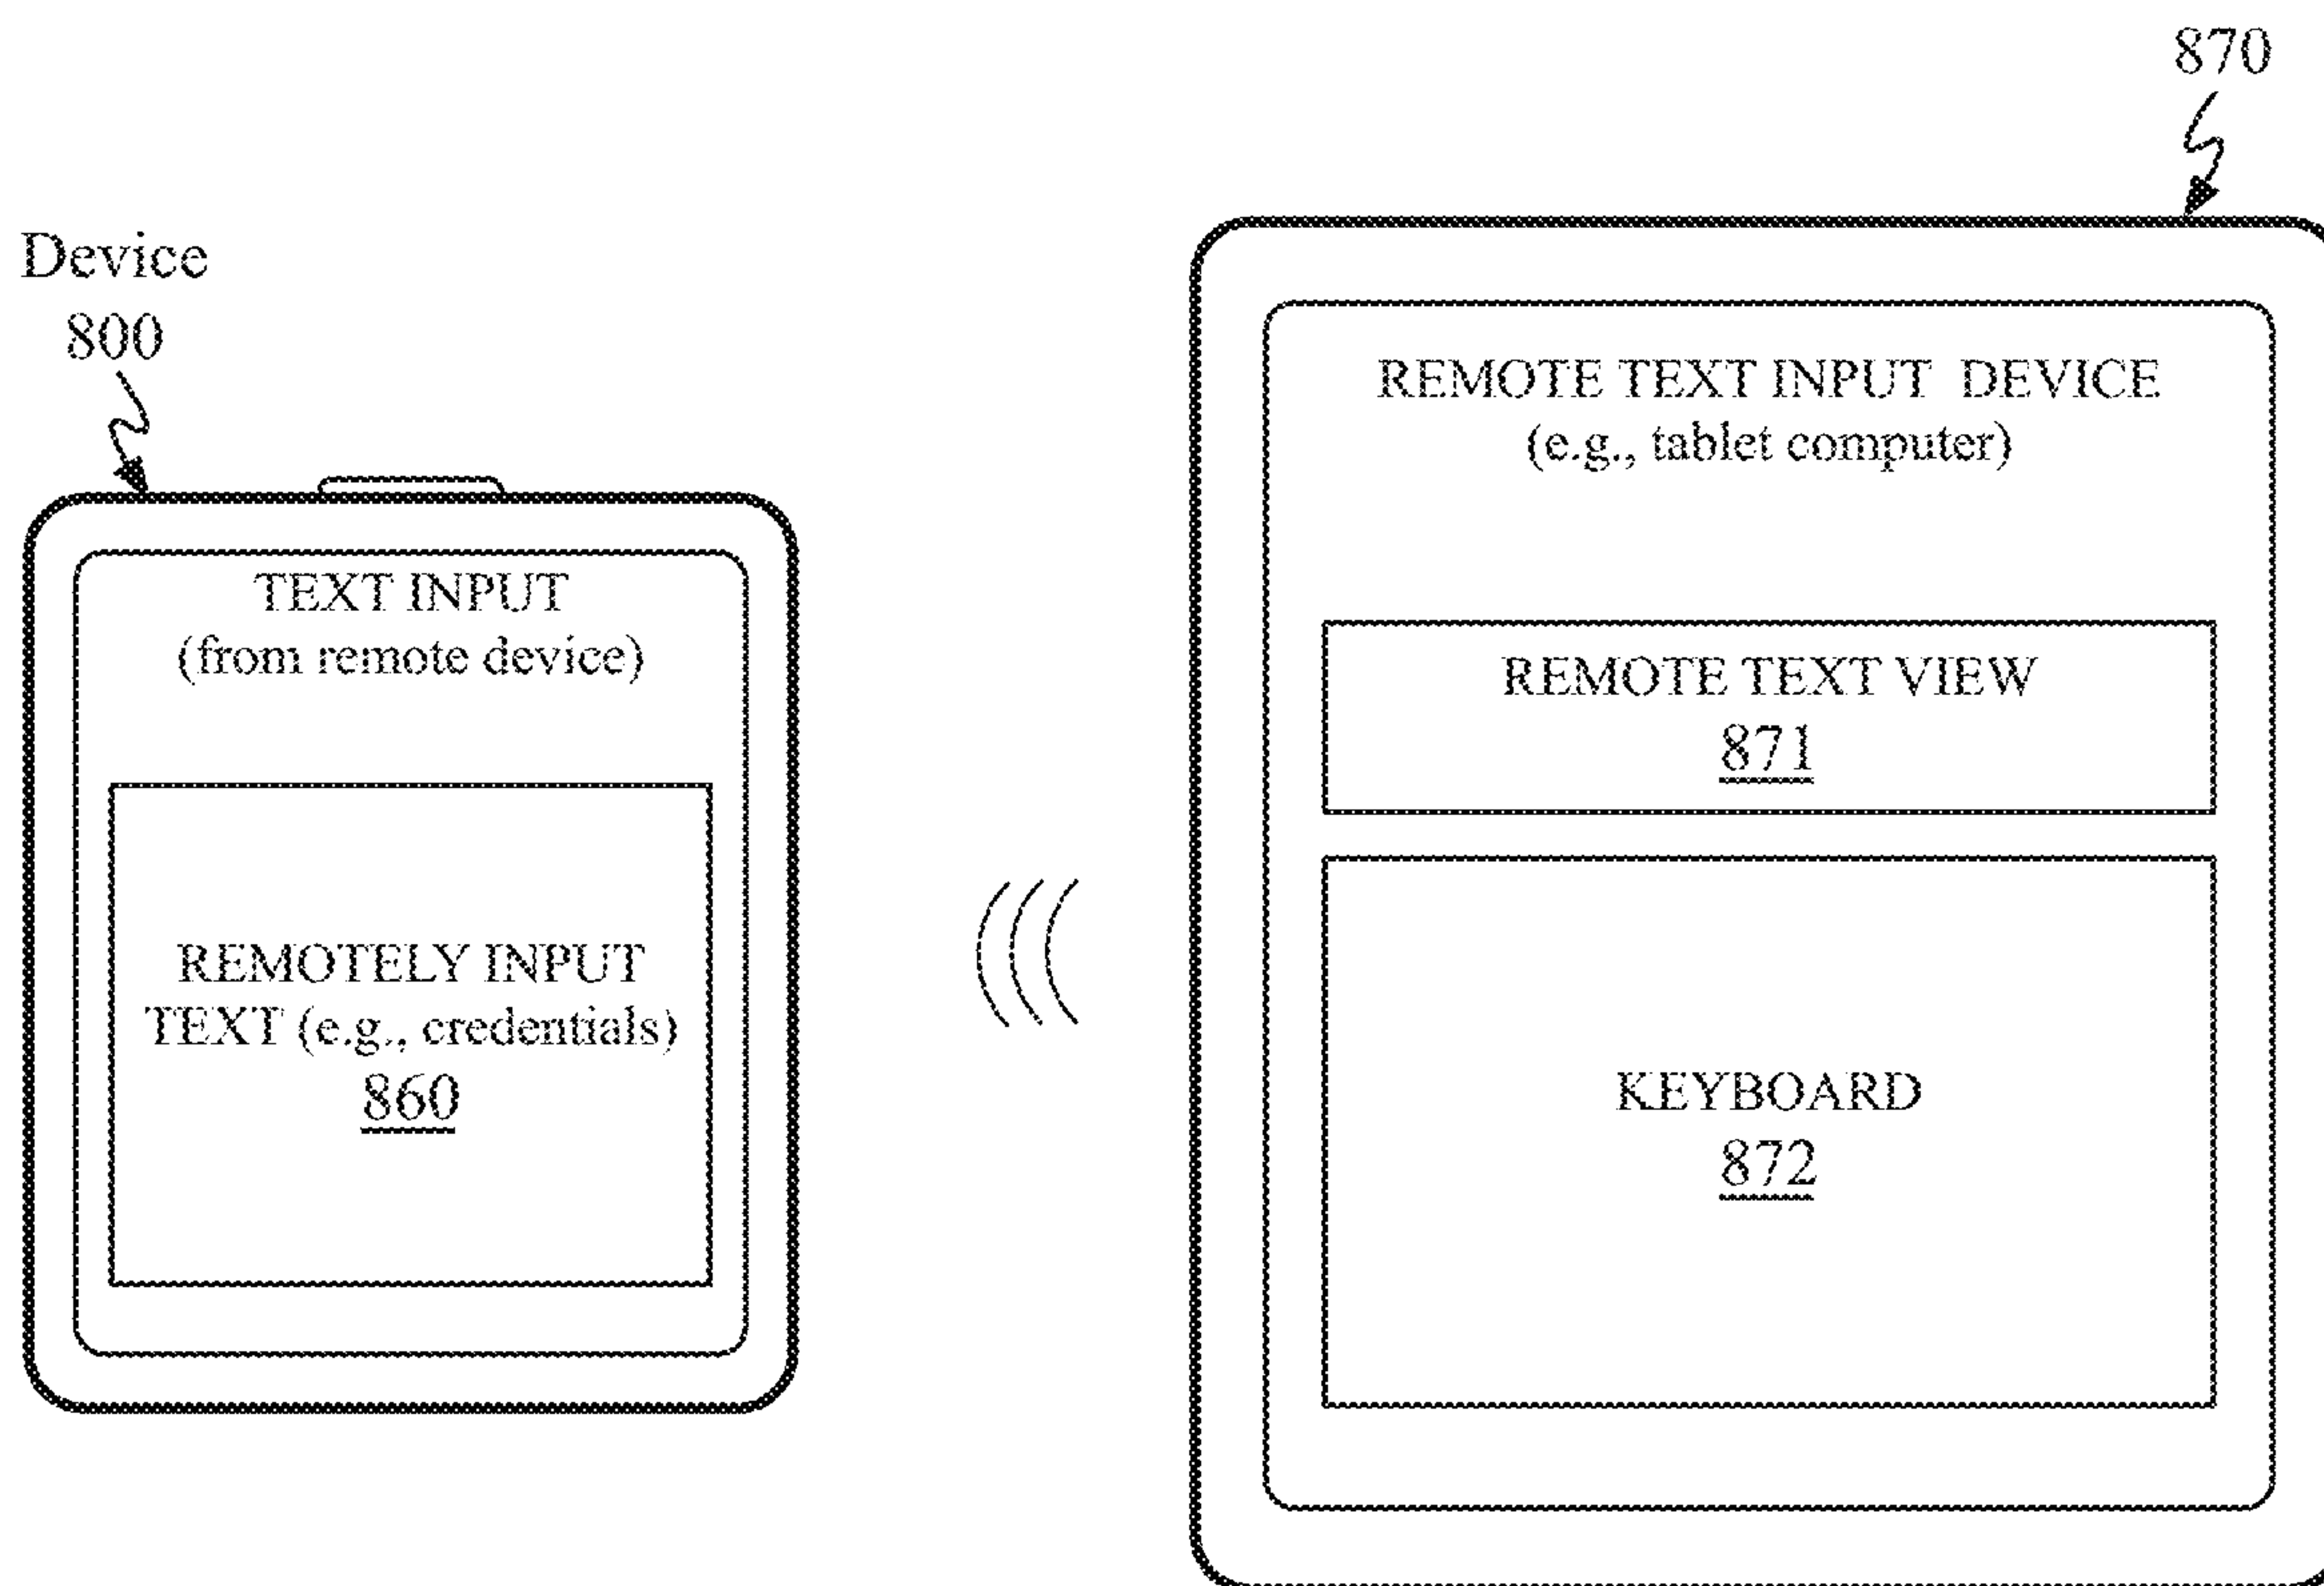 870
Device
800
REMOTE TEXT INPUT DEVICE
(e.g., tablet computer)
TEXT INPUT
(from remote device)
REMOTE TEXT VIEW
871
REMOTELY INPUT
TEXT (e.g., credentials)
860
KEYBOARD
872